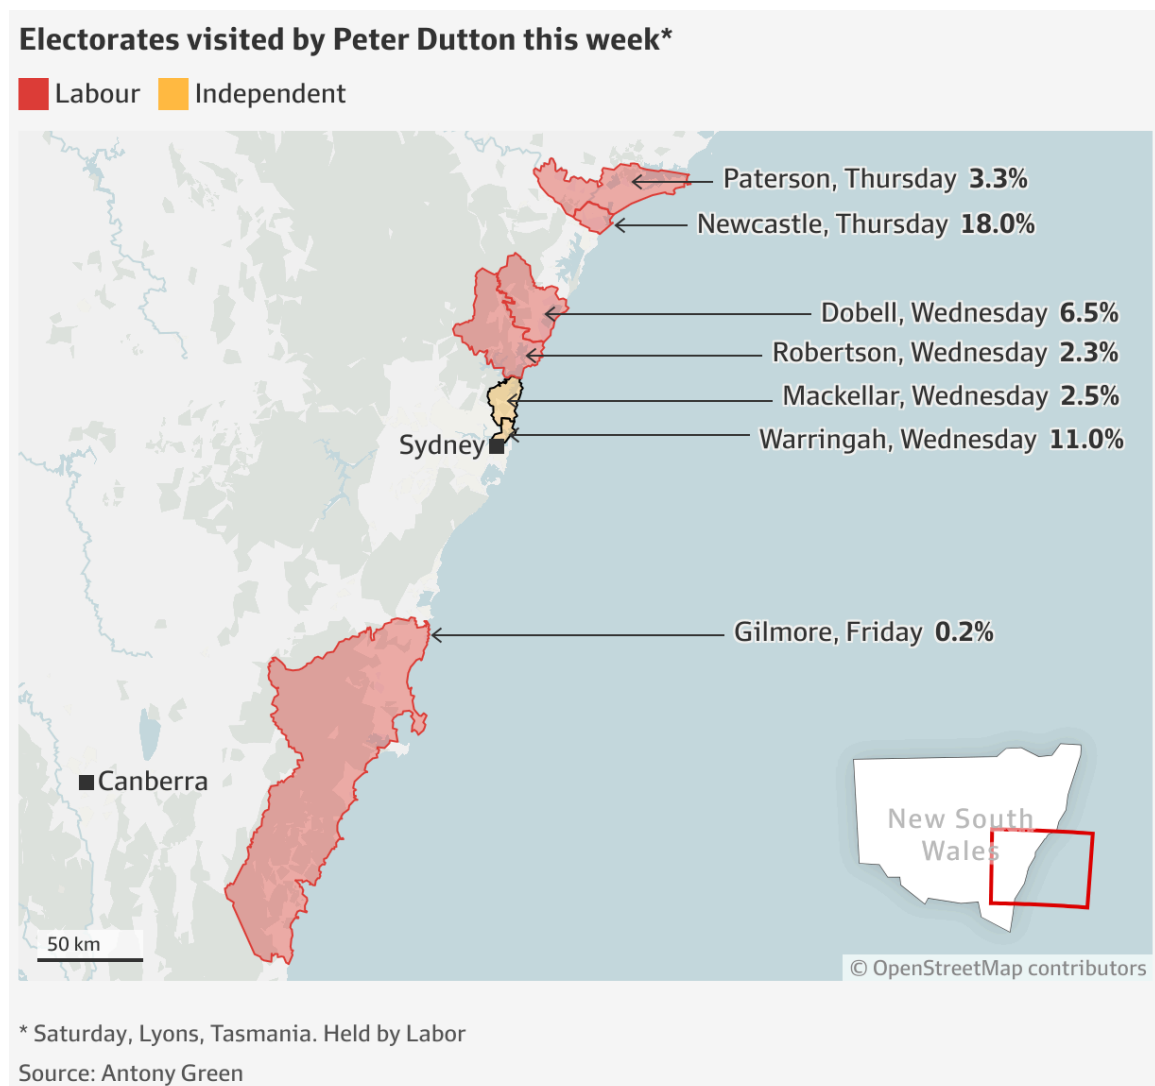 Electorates visited by Peter Dutton this week*
Labour Independent
Paterson, Thursday 3.3%
Newcastle, Thursday 18.0%
Dobell, Wednesday 6.5%
Robertson, Wednesday 2.3%
Mackellar, Wednesday 2.5%
Warringah, Wednesday 11.0%
Sydney
Gilmore, Friday 0.2%
Canberra
New South
Wales
50 km
© OpenStreetMap contributors
* Saturday, Lyons, Tasmania. Held by Labor
Source: Antony Green